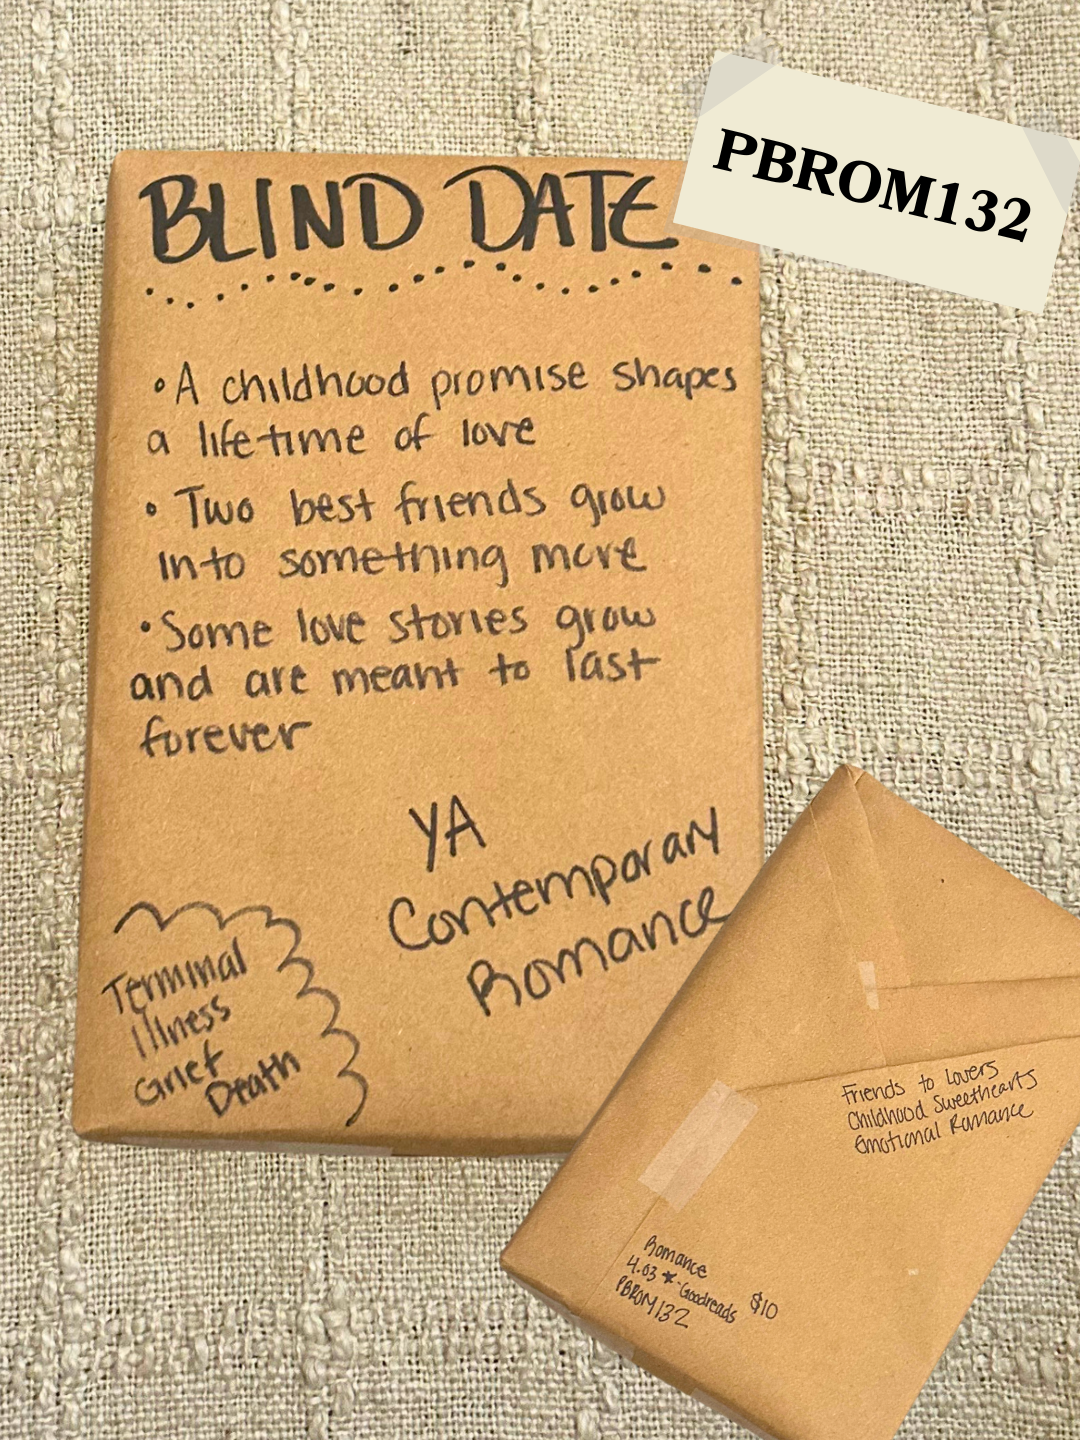 PBROM132
BLIND DATE
• A childhood promise shapes
a lifetime of love
• Two best friends grow
into something more
• Some love stories grow
and are meant to last
forever
YA
Contemporary
Romance
Terminal
Illness
Grief
Death
Friends to Lovers
Childhood Sweethearts
Emotional Romance
Romance
4.03 ★-Goodreads
PBROM132
$10